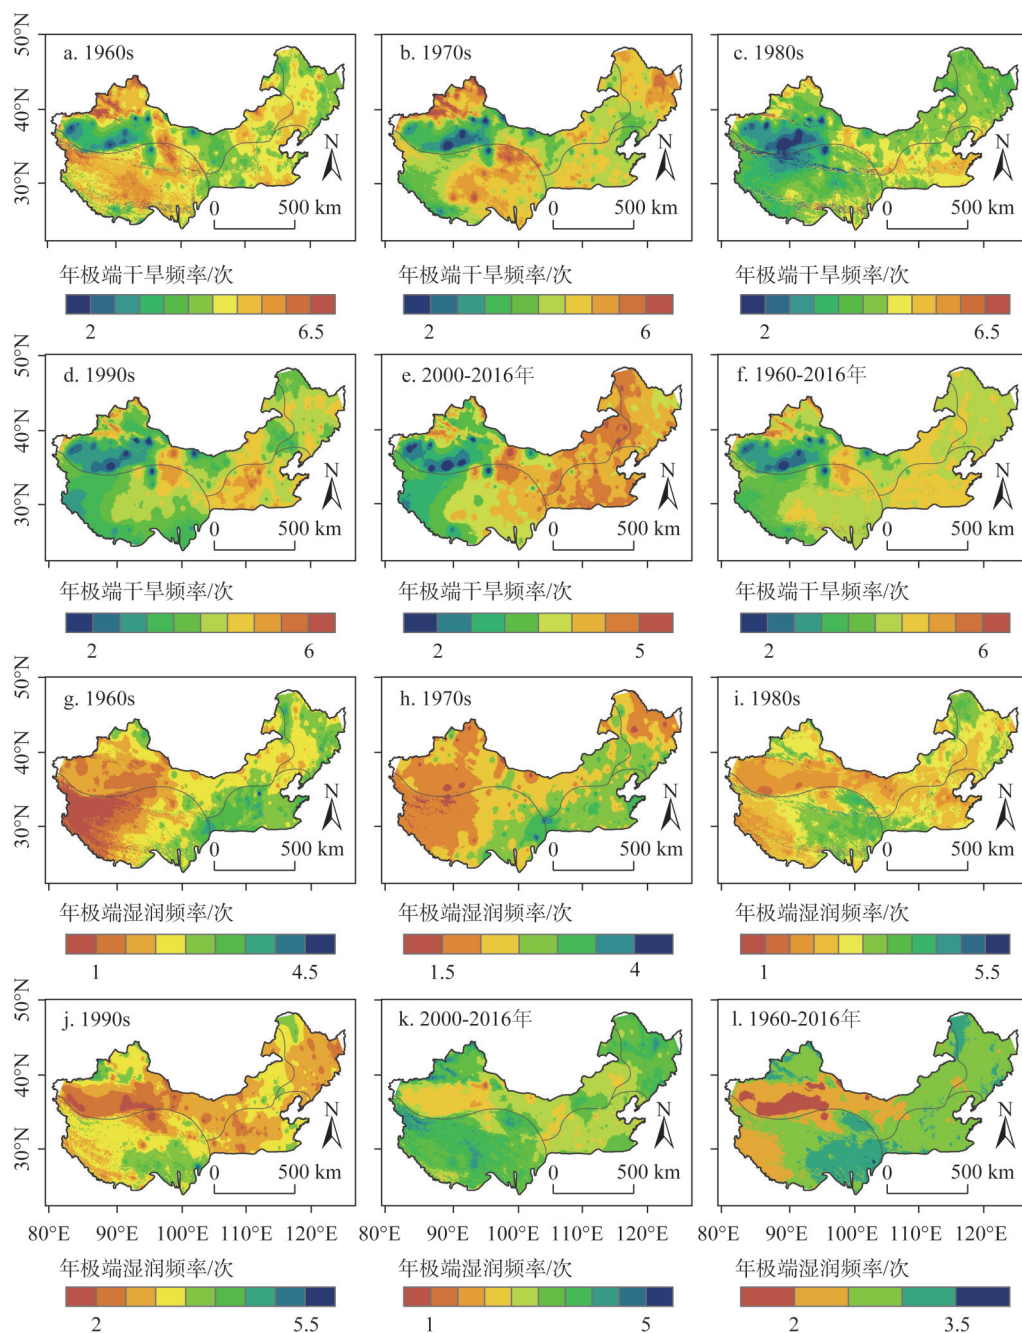 50°N
40°N
30°N
a. 1960s
N
0 500 km
b. 1970s
N
0 500 km
c. 1980s
N
0 500 km
年极端干旱频率/次
2 6.5
年极端干旱频率/次
2 6
年极端干旱频率/次
2 6.5
50°N
40°N
30°N
d. 1990s
N
0 500 km
e. 2000-2016年
N
0 500 km
f. 1960-2016年
N
0 500 km
年极端干旱频率/次
2 6
年极端干旱频率/次
2 5
年极端干旱频率/次
2 6
50°N
40°N
30°N
g. 1960s
N
0 500 km
h. 1970s
N
0 500 km
i. 1980s
N
0 500 km
年极端湿润频率/次
1 4.5
年极端湿润频率/次
1.5 4
年极端湿润频率/次
1 5.5
50°N
40°N
30°N
j. 1990s
N
0 500 km
k. 2000-2016年
N
0 500 km
l. 1960-2016年
N
0 500 km
80°E 90°E 100°E 110°E 120°E
80°E 90°E 100°E 110°E 120°E
80°E 90°E 100°E 110°E 120°E
年极端湿润频率/次
2 5.5
年极端湿润频率/次
1 5
年极端湿润频率/次
2 3.5